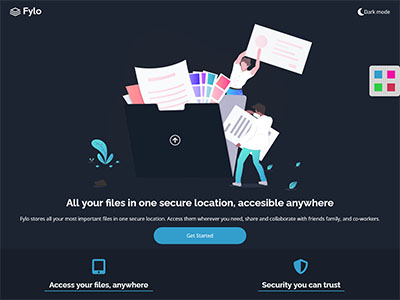 Fylo
Dark mode
All your files in one secure location, accesible anywhere
Fylo stores all your most important files in one secure location. Access them wherever you need, share and collaborate with friends family, and co-workers.
Get Started
Access your files, anywhere
Security you can trust